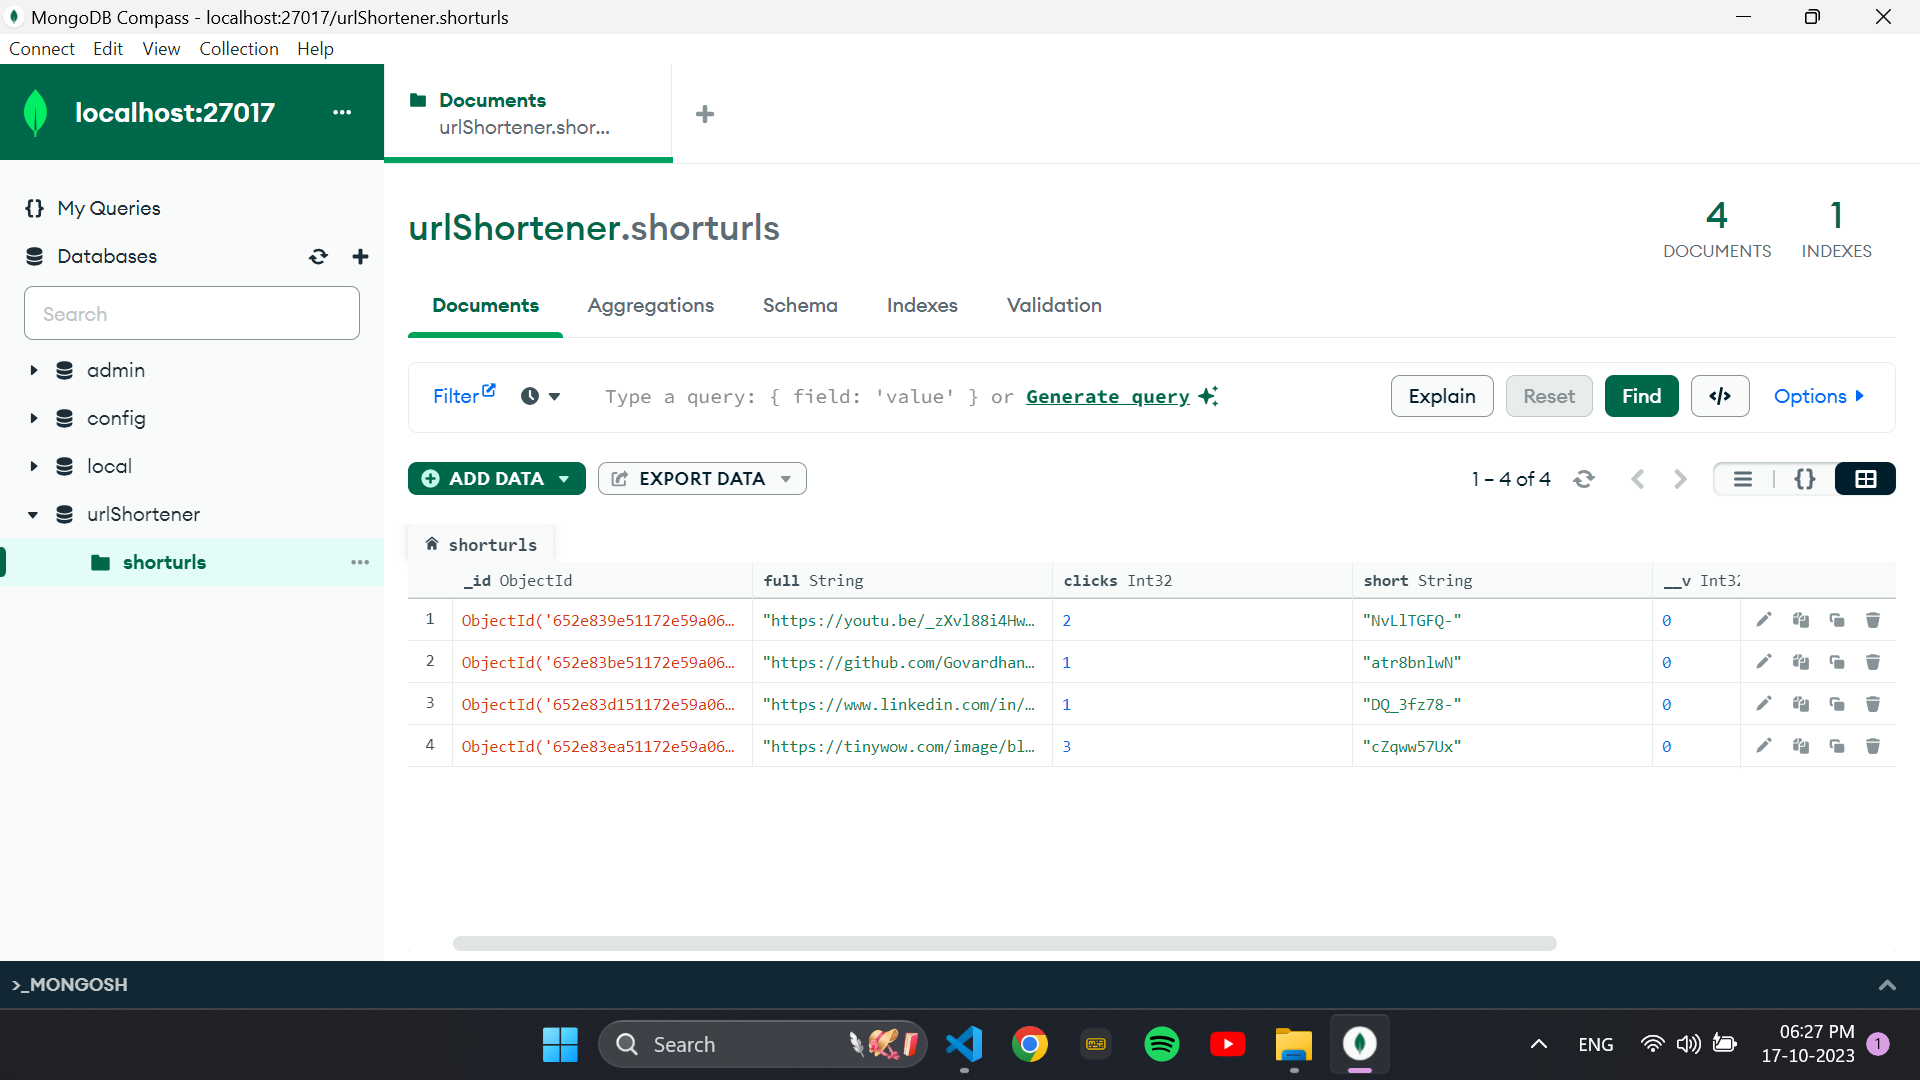 MongoDB Compass - localhost:27017/urlShortener.shorturls
Connect Edit View Collection Help
localhost:27017 ...
Documents
urlShortener.shor...
My Queries
Databases
Search
admin
config
local
urlShortener
shorturls ...
urlShortener.shorturls
4
DOCUMENTS
1
INDEXES
Documents Aggregations Schema Indexes Validation
Filter Type a query: { field: 'value' } or Generate query Explain Reset Find </> Options
ADD DATA EXPORT DATA 1 – 4 of 4 {}
shorturls
_id ObjectId full String clicks Int32 short String __v Int32
1 ObjectId('652e839e51172e59a06… "https://youtu.be/_zXvl88i4Hw… 2 "NvLlTGFQ-" 0
2 ObjectId('652e83be51172e59a06… "https://github.com/Govardhan… 1 "atr8bnlwN" 0
3 ObjectId('652e83d151172e59a06… "https://www.linkedin.com/in/… 1 "DQ_3fz78-" 0
4 ObjectId('652e83ea51172e59a06… "https://tinywow.com/image/bl… 3 "cZqww57Ux" 0
>_MONGOSH
Search
ENG
06:27 PM
17-10-2023
1